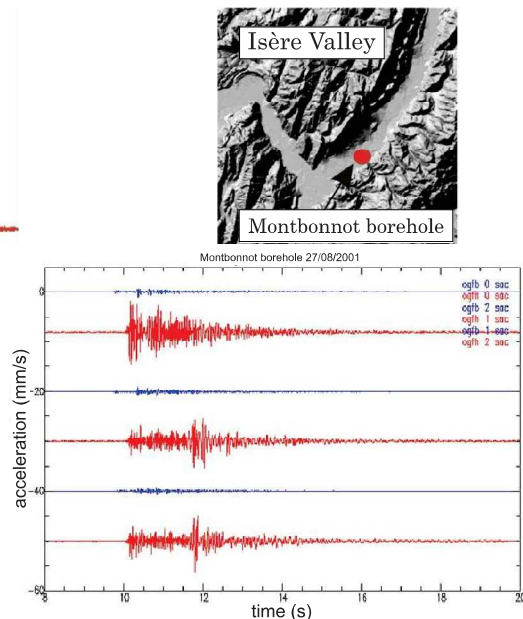 Isère Valley
Montbonnot borehole
Montbonnot borehole 27/08/2001
acceleration (mm/s)
0
-20
-40
-60
ogfb 0 sac
ogfh 0 sac
ogfb 2 sac
ogfh 1 sac
ogfb 1 sac
ogfh 2 sac
8
10
12
14
16
18
20
time (s)